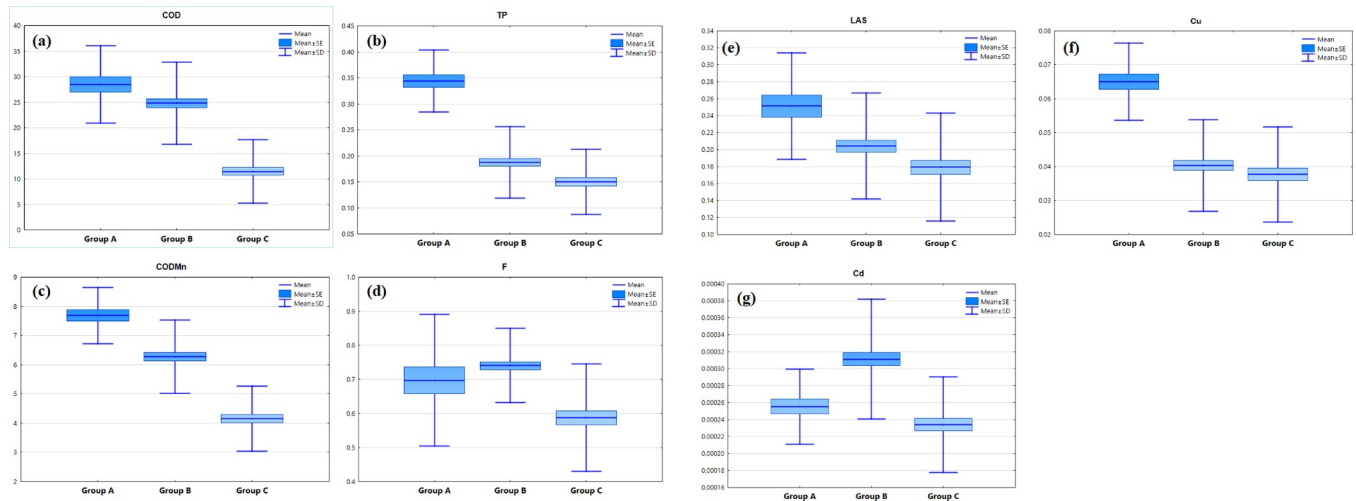 COD
(a)
Mean
Mean±SE
Mean±SD
40
35
30
25
20
15
10
5
0
Group A Group B Group C
TP
(b)
Mean
Mean±SE
Mean±SD
0.45
0.40
0.35
0.30
0.25
0.20
0.15
0.10
0.05
Group A Group B Group C
LAS
(e)
Mean
Mean±SE
Mean±SD
0.34
0.32
0.30
0.28
0.26
0.24
0.22
0.20
0.18
0.16
0.14
0.12
0.10
Group A Group B Group C
Cu
(f)
Mean
Mean±SE
Mean±SD
0.08
0.07
0.06
0.05
0.04
0.03
0.02
Group A Group B Group C
CODMn
(c)
Mean
Mean±SE
Mean±SD
9
8
7
6
5
4
3
2
Group A Group B Group C
F
(d)
Mean
Mean±SE
Mean±SD
1.0
0.9
0.8
0.7
0.6
0.5
0.4
Group A Group B Group C
Cd
(g)
Mean
Mean±SE
Mean±SD
0.00040
0.00038
0.00036
0.00034
0.00032
0.00030
0.00028
0.00026
0.00024
0.00022
0.00020
0.00018
0.00016
Group A Group B Group C